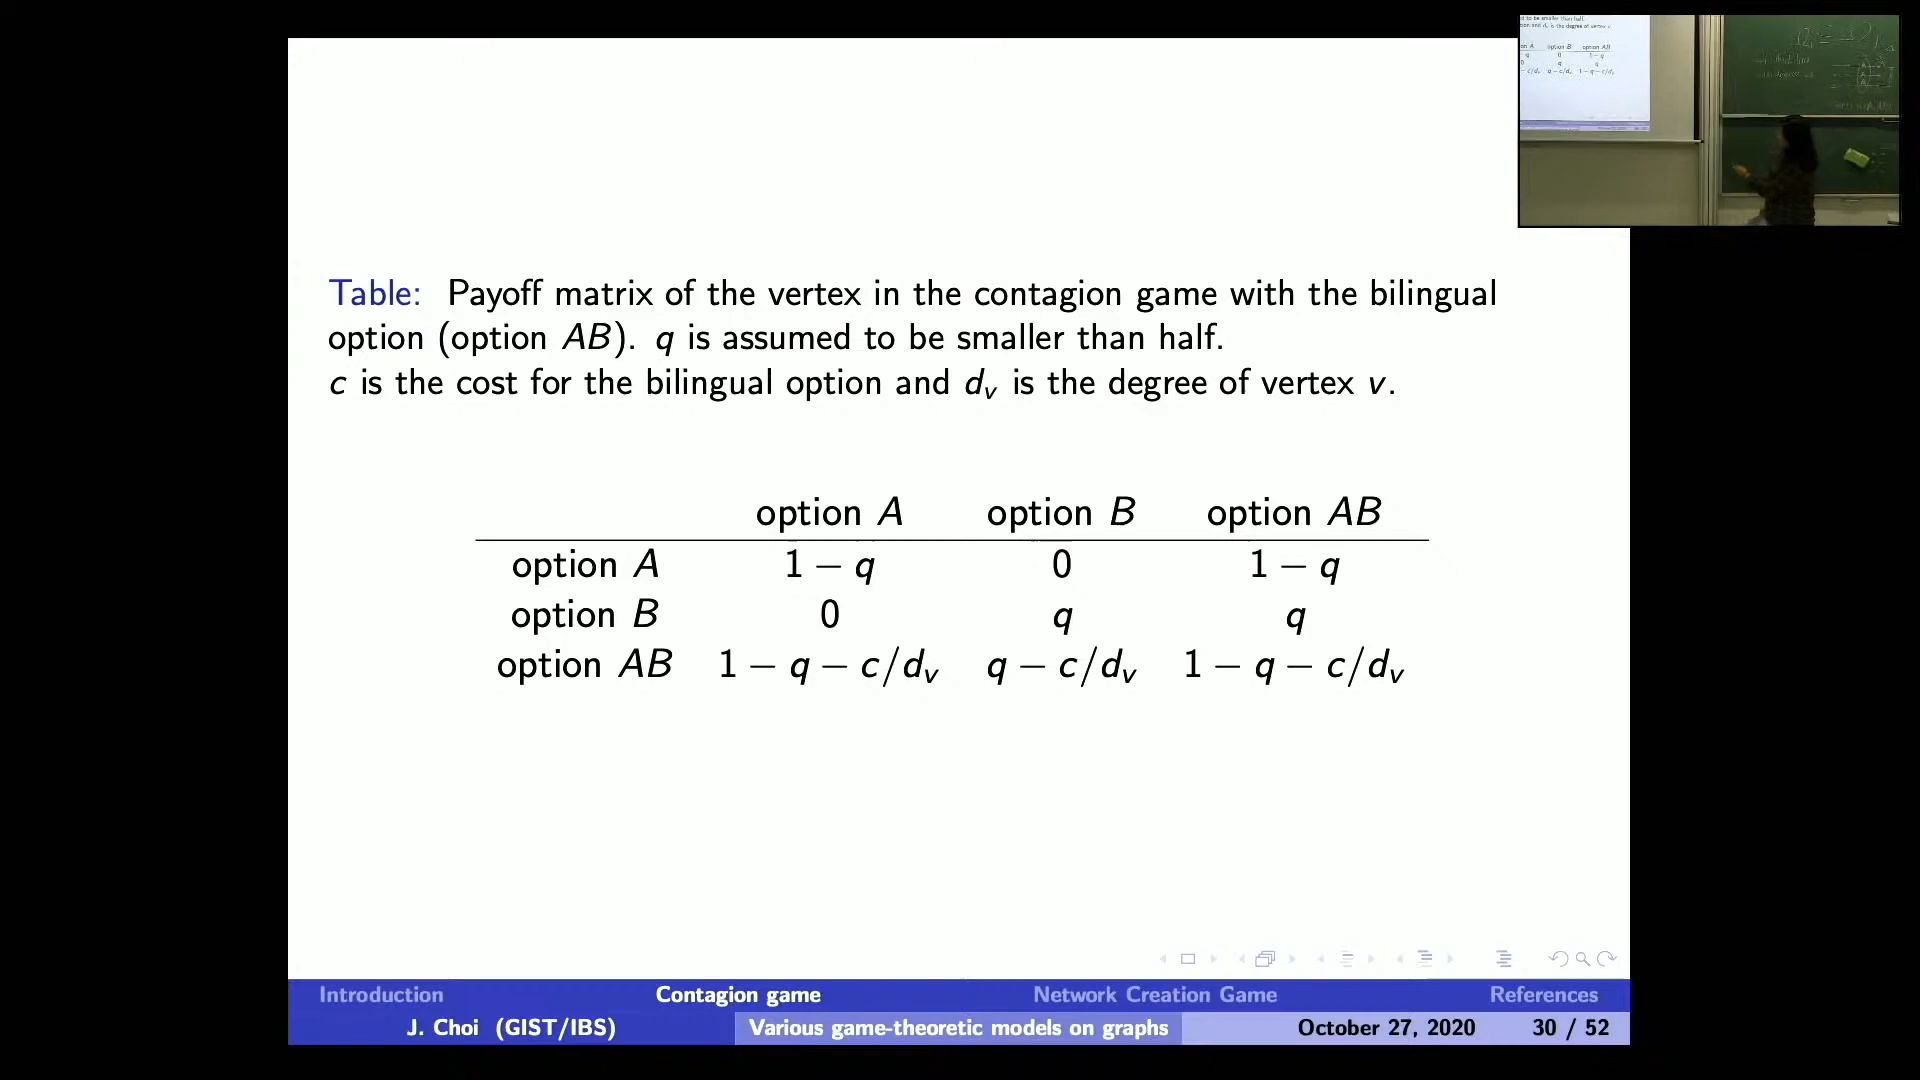 Table: Payoff matrix of the vertex in the contagion game with the bilingual
option (option AB). q is assumed to be smaller than half.
c is the cost for the bilingual option and d_v is the degree of vertex v.
option A option B option AB
option A 1 − q 0 1 − q
option B 0 q q
option AB 1 − q − c/d_v q − c/d_v 1 − q − c/d_v
Introduction Contagion game Network Creation Game References
J. Choi (GIST/IBS) Various game-theoretic models on graphs October 27, 2020 30 / 52